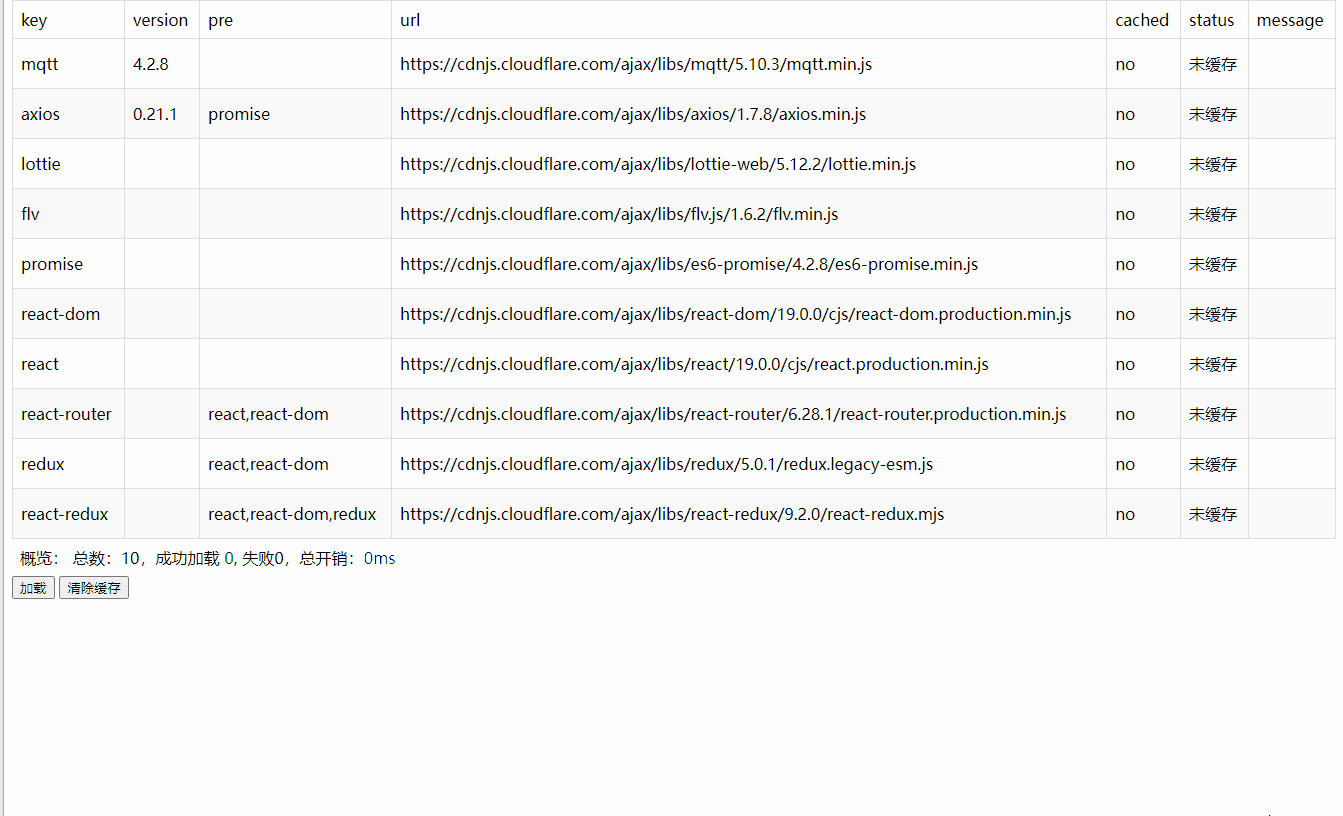 key version pre url cached status message
mqtt 4.2.8 https://cdnjs.cloudflare.com/ajax/libs/mqtt/5.10.3/mqtt.min.js no 未缓存
axios 0.21.1 promise https://cdnjs.cloudflare.com/ajax/libs/axios/1.7.8/axios.min.js no 未缓存
lottie https://cdnjs.cloudflare.com/ajax/libs/lottie-web/5.12.2/lottie.min.js no 未缓存
flv https://cdnjs.cloudflare.com/ajax/libs/flv.js/1.6.2/flv.min.js no 未缓存
promise https://cdnjs.cloudflare.com/ajax/libs/es6-promise/4.2.8/es6-promise.min.js no 未缓存
react-dom https://cdnjs.cloudflare.com/ajax/libs/react-dom/19.0.0/cjs/react-dom.production.min.js no 未缓存
react https://cdnjs.cloudflare.com/ajax/libs/react/19.0.0/cjs/react.production.min.js no 未缓存
react-router react,react-dom https://cdnjs.cloudflare.com/ajax/libs/react-router/6.28.1/react-router.production.min.js no 未缓存
redux react,react-dom https://cdnjs.cloudflare.com/ajax/libs/redux/5.0.1/redux.legacy-esm.js no 未缓存
react-redux react,react-dom,redux https://cdnjs.cloudflare.com/ajax/libs/react-redux/9.2.0/react-redux.mjs no 未缓存
概览： 总数：10，成功加载 0, 失败0，总开销：0ms
加载 清除缓存